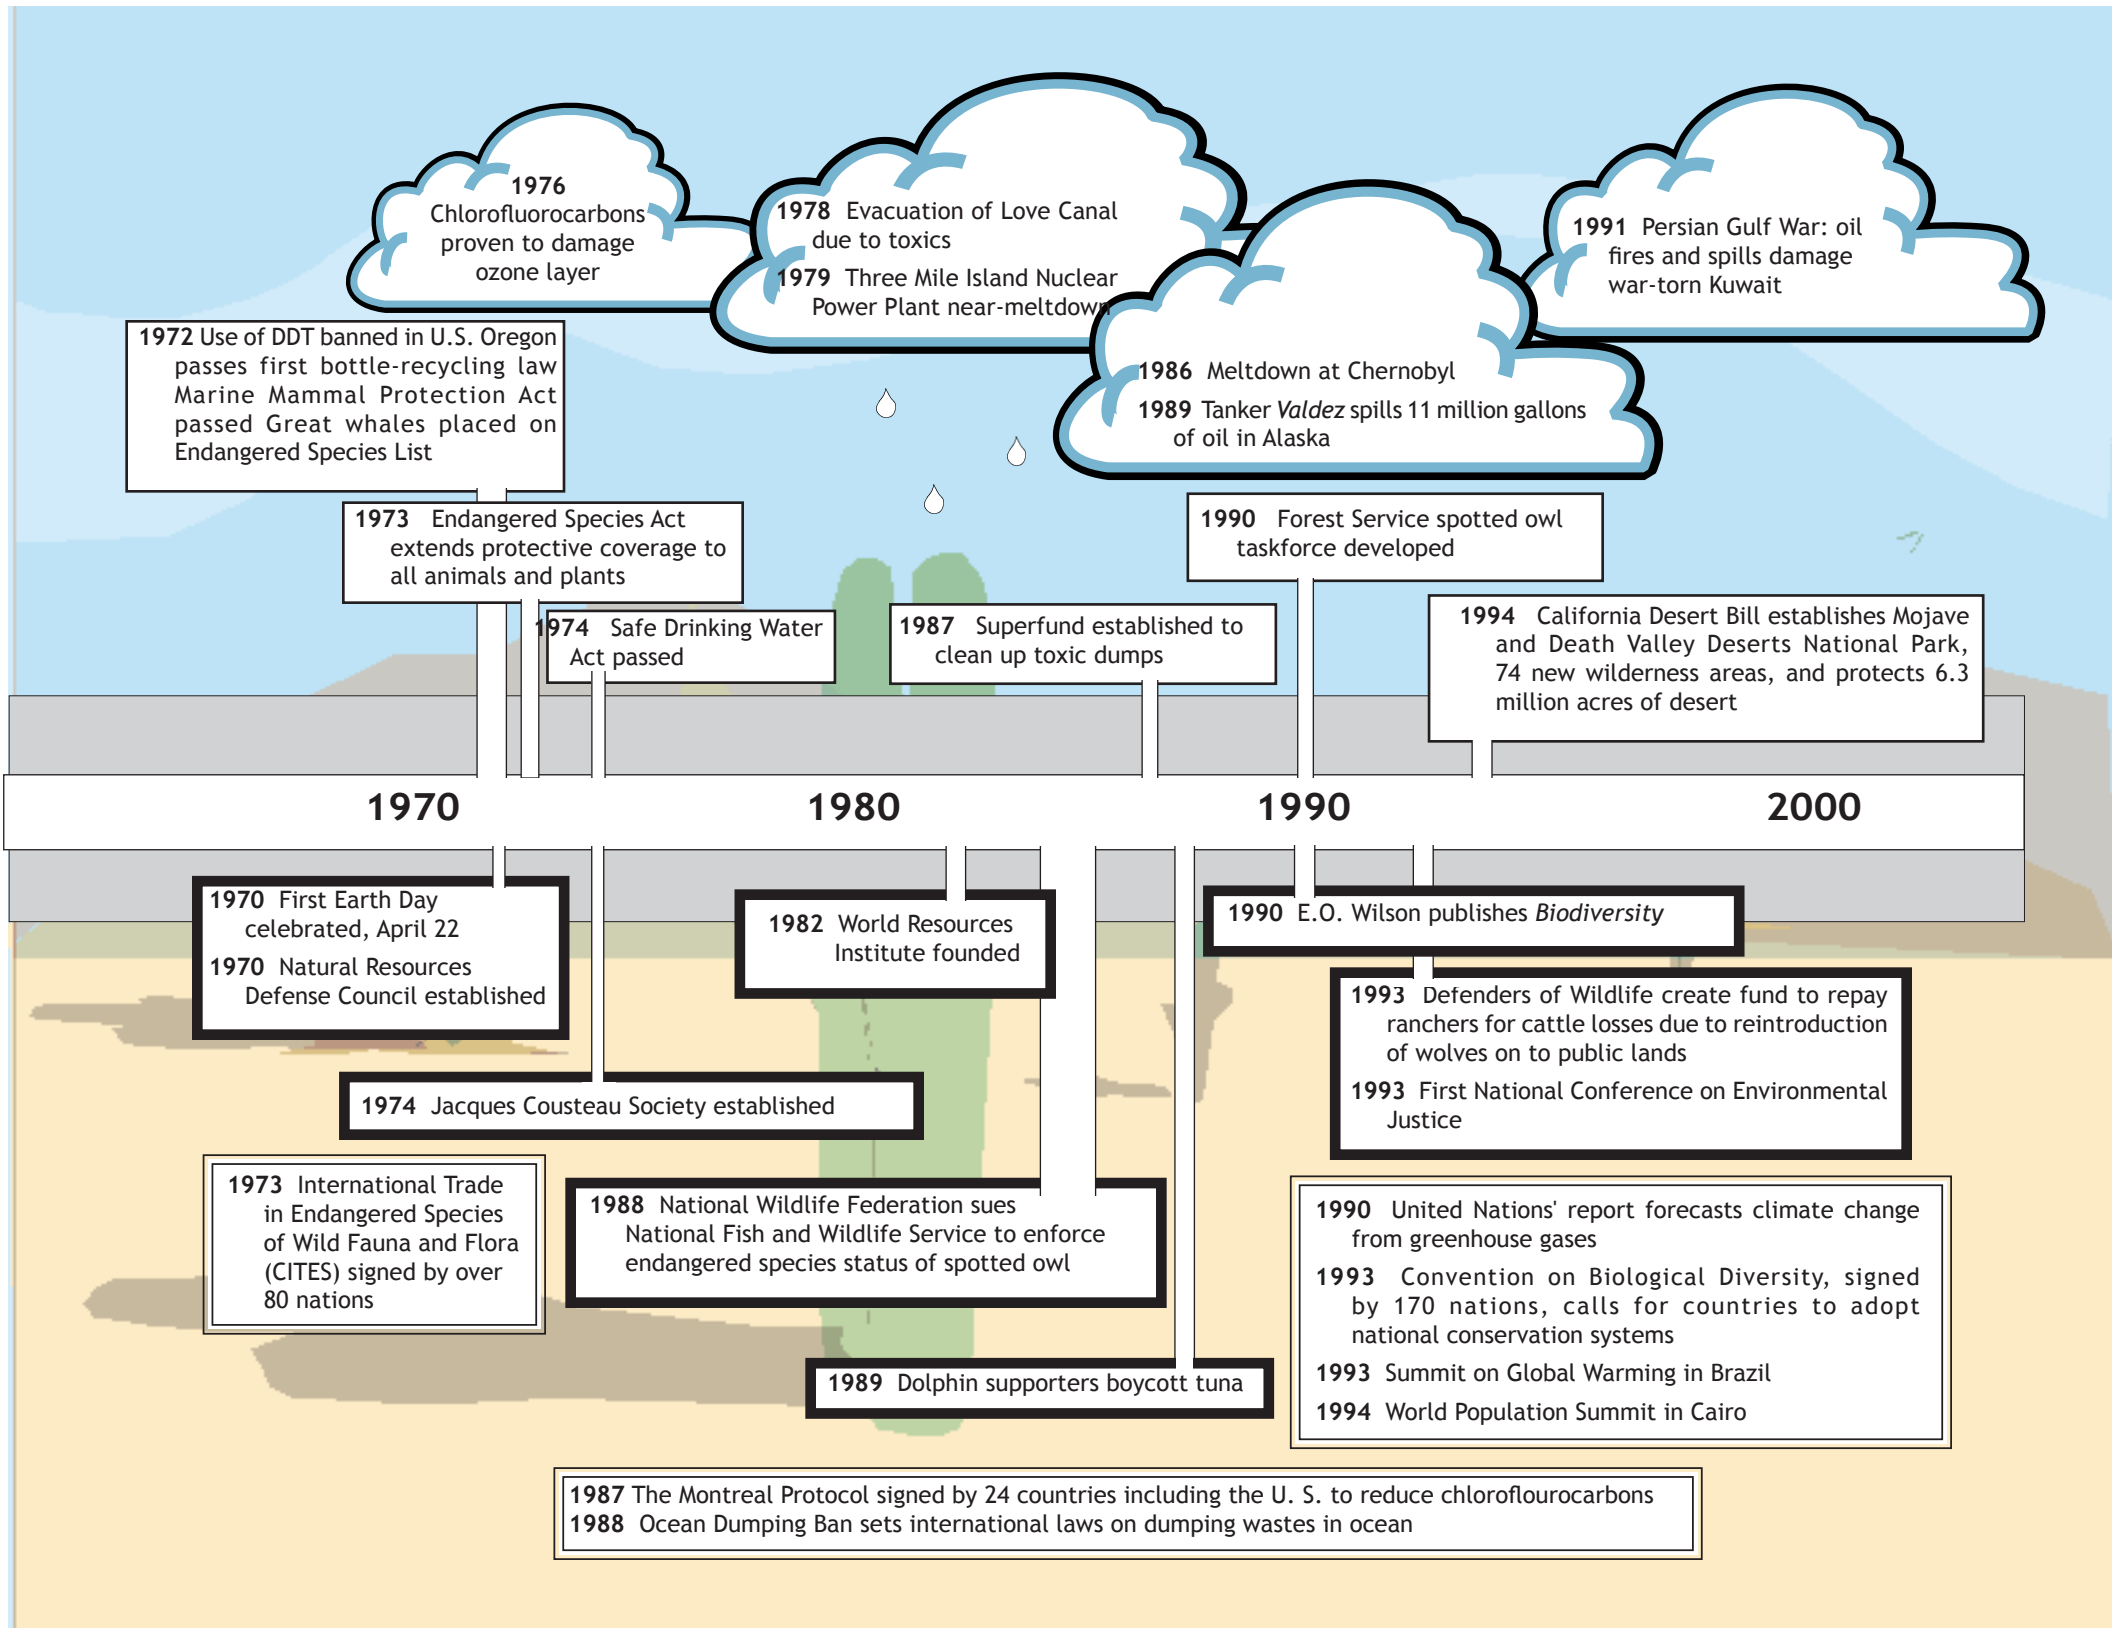 1976
Chlorofluorocarbons
proven to damage
ozone layer
1978 Evacuation of Love Canal
due to toxics
1979 Three Mile Island Nuclear
Power Plant near-meltdown
1986 Meltdown at Chernobyl
1989 Tanker Valdez spills 11 million gallons
of oil in Alaska
1991 Persian Gulf War: oil
fires and spills damage
war-torn Kuwait
1972 Use of DDT banned in U.S. Oregon
passes first bottle-recycling law
Marine Mammal Protection Act
passed Great whales placed on
Endangered Species List
1973 Endangered Species Act
extends protective coverage to
all animals and plants
1974 Safe Drinking Water
Act passed
1987 Superfund established to
clean up toxic dumps
1990 Forest Service spotted owl
taskforce developed
1994 California Desert Bill establishes Mojave
and Death Valley Deserts National Park,
74 new wilderness areas, and protects 6.3
million acres of desert
1970 1980 1990 2000
1970 First Earth Day
celebrated, April 22
1970 Natural Resources
Defense Council established
1982 World Resources
Institute founded
1990 E.O. Wilson publishes Biodiversity
1993 Defenders of Wildlife create fund to repay
ranchers for cattle losses due to reintroduction
of wolves on to public lands
1993 First National Conference on Environmental
Justice
1974 Jacques Cousteau Society established
1973 International Trade
in Endangered Species
of Wild Fauna and Flora
(CITES) signed by over
80 nations
1988 National Wildlife Federation sues
National Fish and Wildlife Service to enforce
endangered species status of spotted owl
1989 Dolphin supporters boycott tuna
1990 United Nations' report forecasts climate change
from greenhouse gases
1993 Convention on Biological Diversity, signed
by 170 nations, calls for countries to adopt
national conservation systems
1993 Summit on Global Warming in Brazil
1994 World Population Summit in Cairo
1987 The Montreal Protocol signed by 24 countries including the U. S. to reduce chloroflourocarbons
1988 Ocean Dumping Ban sets international laws on dumping wastes in ocean